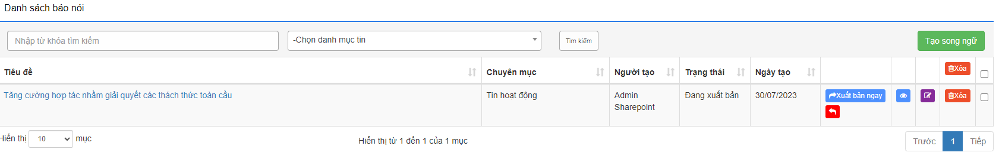 Danh sách báo nói
Nhập từ khóa tìm kiếm
-Chọn danh mục tin
Tìm kiếm
Tạo song ngữ
Tiêu đề
Chuyên mục
Người tạo
Trạng thái
Ngày tạo
Xóa
Tăng cường hợp tác nhằm giải quyết các thách thức toàn cầu
Tin hoạt động
Admin
Sharepoint
Đang xuất bản
30/07/2023
Xuất bản ngay
Xóa
Hiển thị 10 mục
Hiển thị từ 1 đến 1 của 1 mục
Trước
1
Tiếp